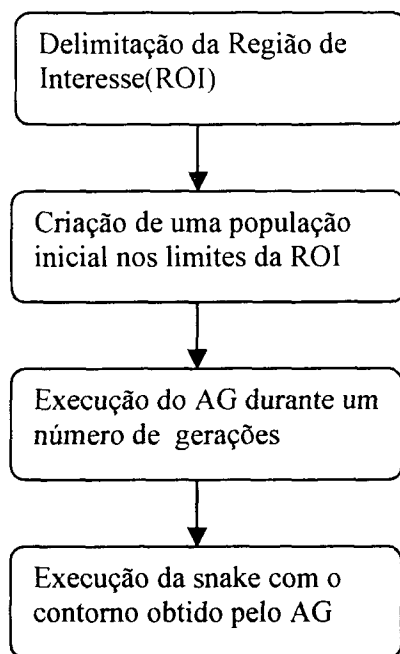 Delimitação da Região de
Interesse(ROI)
Criação de uma população
inicial nos limites da ROI
Execução do AG durante um
número de gerações
Execução da snake com o
contorno obtido pelo AG